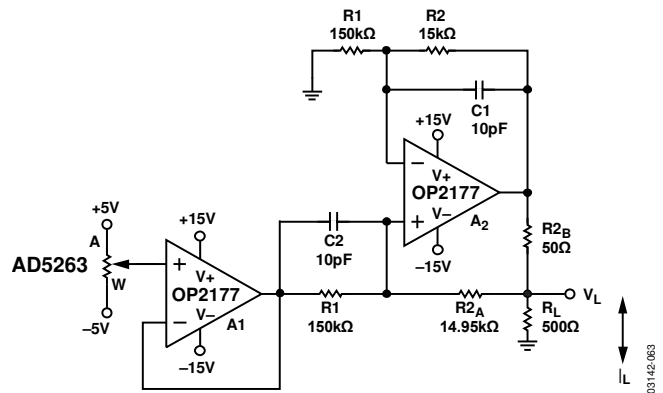 R1
150kΩ
R2
15kΩ
C1
10pF
+15V
−
V+
OP2177
V−
+
A2
−15V
R2B
50Ω
+5V
A
AD5263
W
−5V
+15V
+
V+
OP2177
−
V−
A1
−15V
C2
10pF
R1
150kΩ
R2A
14.95kΩ
VL
RL
500Ω
IL
03142-063